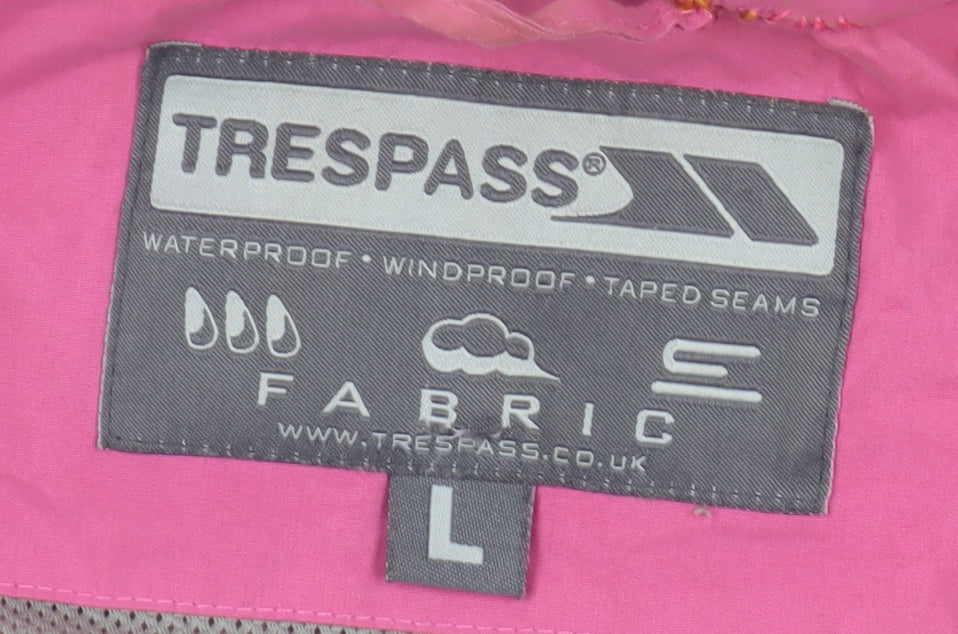 TRESPASS®
WATERPROOF • WINDPROOF • TAPED SEAMS
FABRIC
WWW.TRESPASS.CO.UK
L